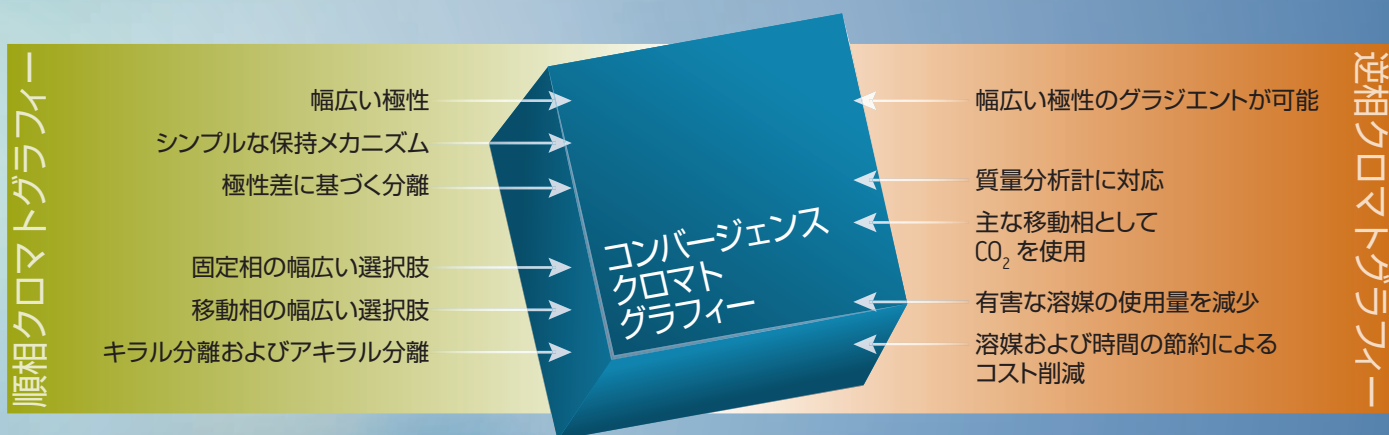 順相クロマトグラフィー
幅広い極性
シンプルな保持メカニズム
極性差に基づく分離
固定相の幅広い選択肢
移動相の幅広い選択肢
キラル分離およびアキラル分離
コンバージェンス
クロマト
グラフィー
幅広い極性のグラジエントが可能
質量分析計に対応
主な移動相として
CO₂ を使用
有害な溶媒の使用量を減少
溶媒および時間の節約による
コスト削減
逆相クロマトグラフィー